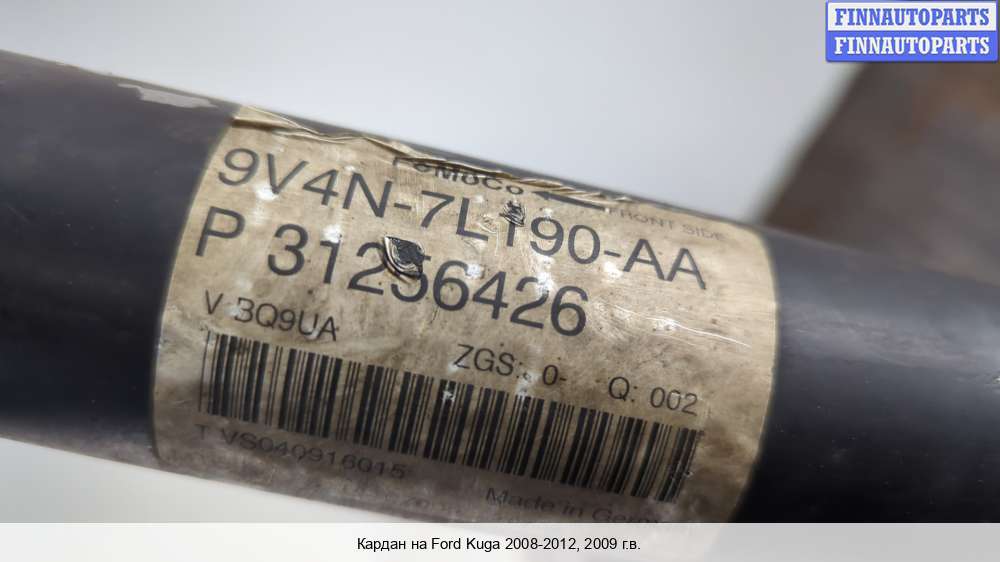 FINNAUTOPARTS
FINNAUTOPARTS
FoMoCo
FRONT SIDE
9V4N-7L190-AA
P 31256426
V 3Q9UA
ZGS: 0- Q: 002
T VS040916015
Made in Germ
Кардан на Ford Kuga 2008-2012, 2009 г.в.